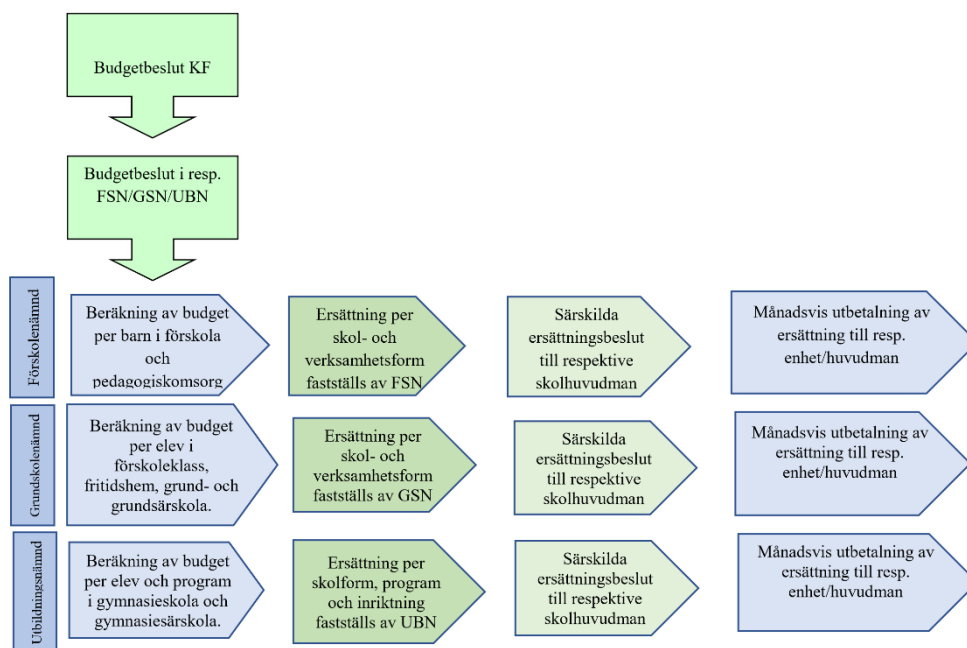 Budgetbeslut KF
Budgetbeslut i resp.
FSN/GSN/UBN
Förskolenämnd
Beräkning av budget
per barn i förskola
och
pedagogiskomsorg
Ersättning per
skol- och
verksamhetsform
fastställs av FSN
Särskilda
ersättningsbeslut
till respektive
skolhuvudman
Månadsvis utbetalning av
ersättning till resp.
enhet/huvudman
Grundskolenämnd
Beräkning av budget
per elev i
förskoleklass,
fritidshem, grund- och
grundsärskola.
Ersättning per
skol- och
verksamhetsform
fastställs av GSN
Särskilda
ersättningsbeslut
till respektive
skolhuvudman
Månadsvis utbetalning av
ersättning till resp.
enhet/huvudman
Utbildningsnämnd
Beräkning av budget
per elev och program
i gymnasieskola och
gymnasiesärskola.
Ersättning per
skolform, program
och inriktning
fastställs av UBN
Särskilda
ersättningsbeslut
till respektive
skolhuvudman
Månadsvis utbetalning av
ersättning till resp.
enhet/huvudman